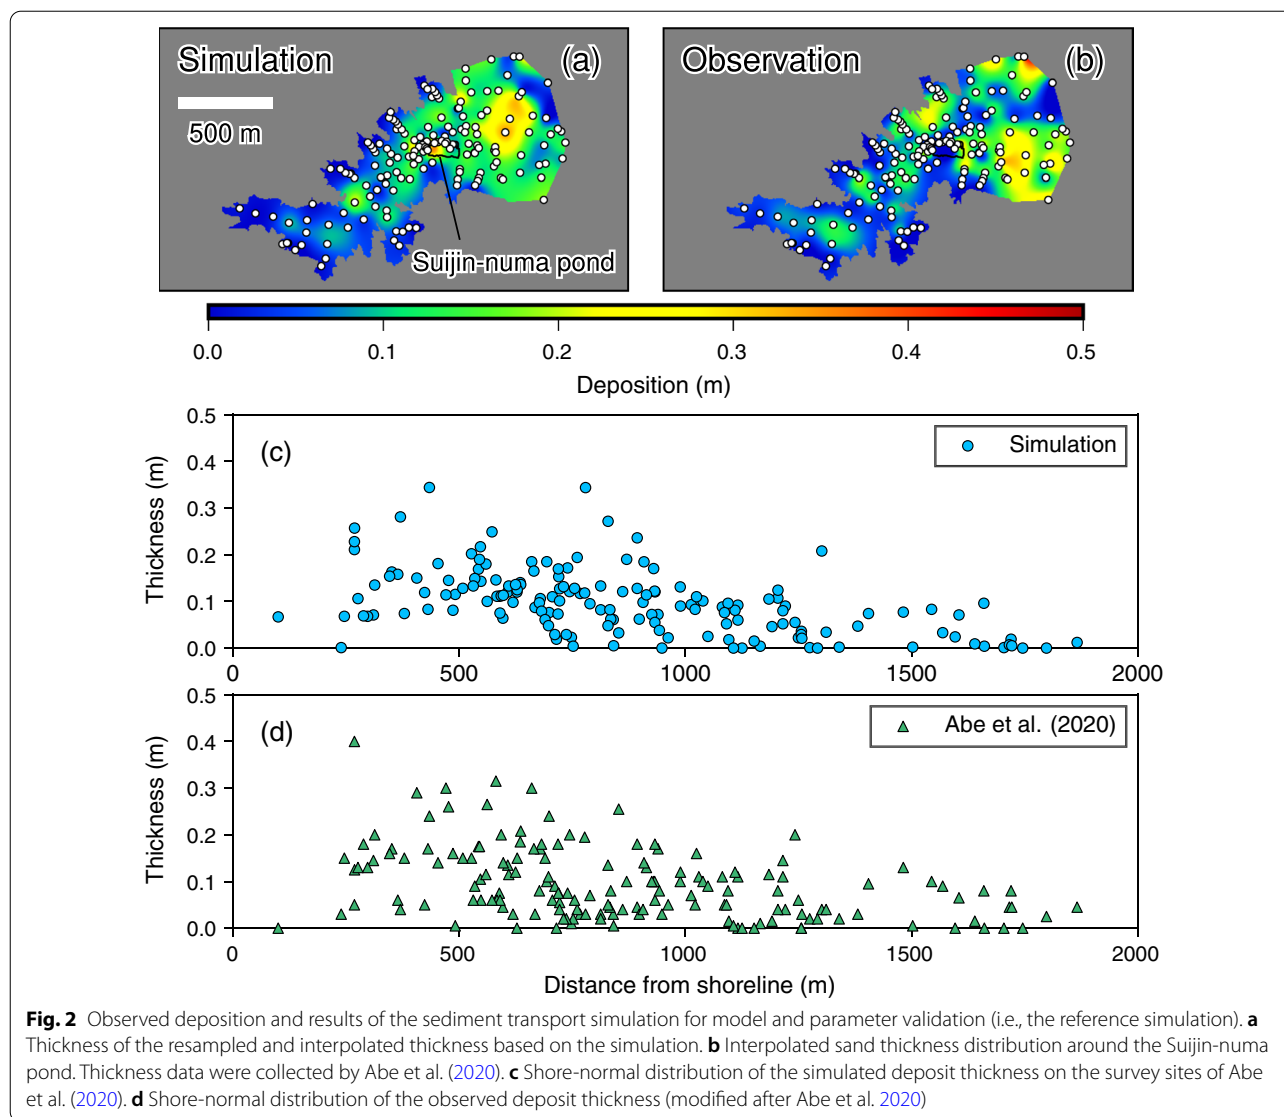 Simulation
(a)
500 m
Suijin-numa pond
Observation
(b)
0.0 0.1 0.2 0.3 0.4 0.5
Deposition (m)
0.5
0.4
0.3
0.2
0.1
0.0
Thickness (m)
(c)
Simulation
0 500 1000 1500 2000
0.5
0.4
0.3
0.2
0.1
0.0
Thickness (m)
(d)
Abe et al. (2020)
0 500 1000 1500 2000
Distance from shoreline (m)
Fig. 2 Observed deposition and results of the sediment transport simulation for model and parameter validation (i.e., the reference simulation). a
Thickness of the resampled and interpolated thickness based on the simulation. b Interpolated sand thickness distribution around the Suijin-numa
pond. Thickness data were collected by Abe et al. (2020). c Shore-normal distribution of the simulated deposit thickness on the survey sites of Abe
et al. (2020). d Shore-normal distribution of the observed deposit thickness (modified after Abe et al. 2020)